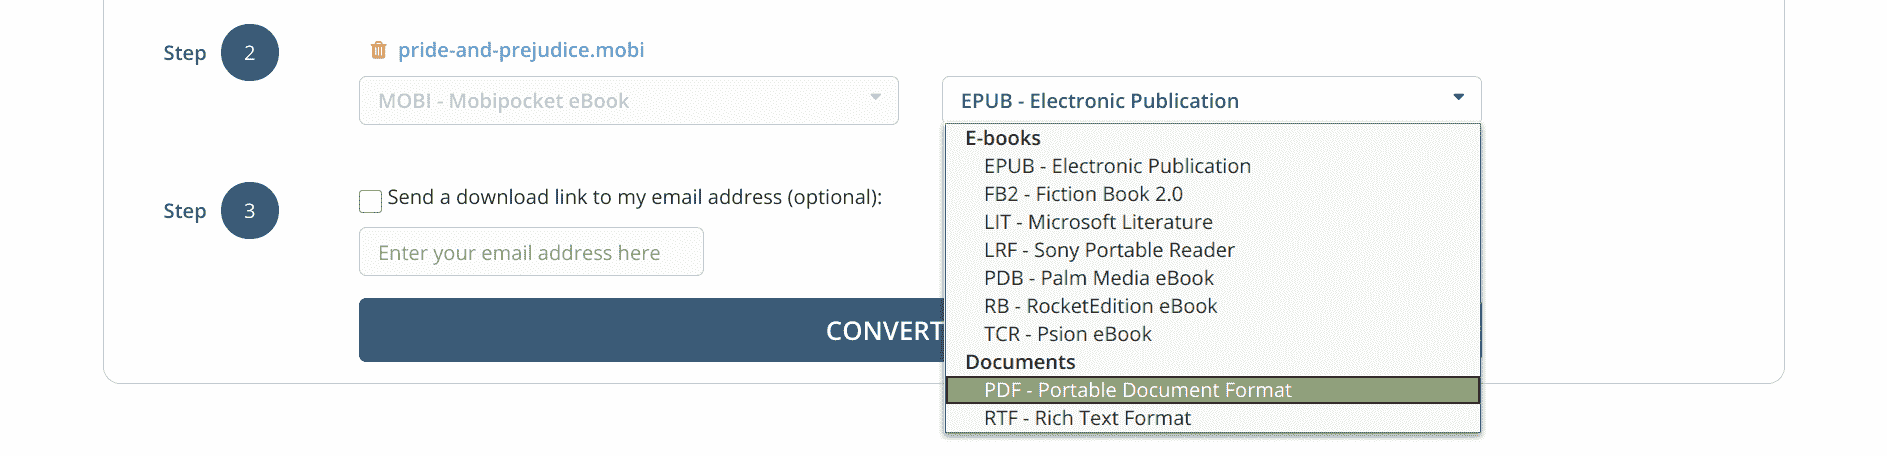 Step 2
pride-and-prejudice.mobi
MOBI - Mobipocket eBook
EPUB - Electronic Publication
E-books
EPUB - Electronic Publication
FB2 - Fiction Book 2.0
LIT - Microsoft Literature
LRF - Sony Portable Reader
PDB - Palm Media eBook
RB - RocketEdition eBook
TCR - Psion eBook
Documents
PDF - Portable Document Format
RTF - Rich Text Format
Step 3
Send a download link to my email address (optional):
Enter your email address here
CONVERT